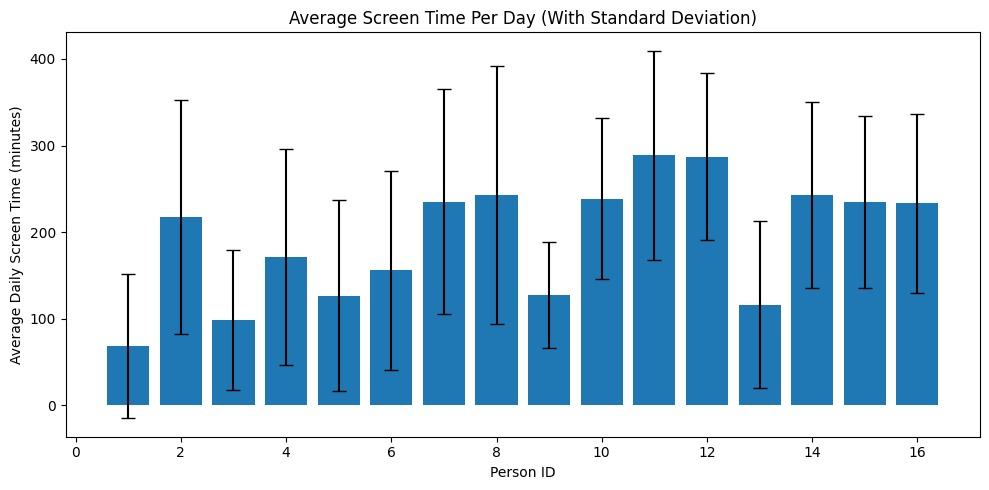 Average Screen Time Per Day (With Standard Deviation)
Average Daily Screen Time (minutes)
400
300
200
100
0
0 2 4 6 8 10 12 14 16
Person ID